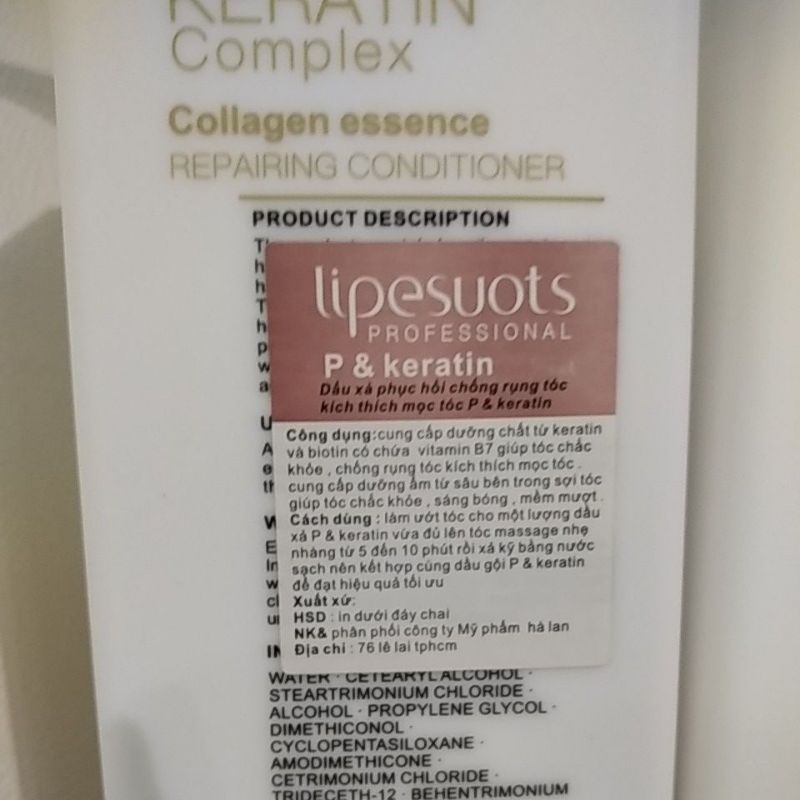 KERATIN
Complex
Collagen essence
REPAIRING CONDITIONER
PRODUCT DESCRIPTION
lipesuots
PROFESSIONAL
P & keratin
Dầu xả phục hồi chống rụng tóc
kích thích mọc tóc P & keratin
Công dụng:cung cấp dưỡng chất từ keratin
và biotin có chứa vitamin B7 giúp tóc chắc
khỏe , chống rụng tóc kích thích mọc tóc .
cung cấp dưỡng ẩm từ sâu bên trong sợi tóc
giúp tóc chắc khỏe , sáng bóng , mềm mượt .
Cách dùng : làm ướt tóc cho một lượng dầu
xả P & keratin vừa đủ lên tóc massage nhẹ
nhàng từ 5 đến 10 phút rồi xả kỹ bằng nước
sạch nên kết hợp cùng dầu gội P & keratin
để đạt hiệu quả tối ưu
Xuất xứ:
HSD : in dưới đáy chai
NK& phân phối công ty Mỹ phẩm hà lan
Địa chỉ : 76 lê lai tphcm
WATER · CETEARYL ALCOHOL ·
STEARTRIMONIUM CHLORIDE ·
ALCOHOL · PROPYLENE GLYCOL ·
DIMETHICONOL ·
CYCLOPENTASILOXANE ·
AMODIMETHICONE ·
CETRIMONIUM CHLORIDE ·
TRIDECETH-12 · BEHENTRIMONIUM